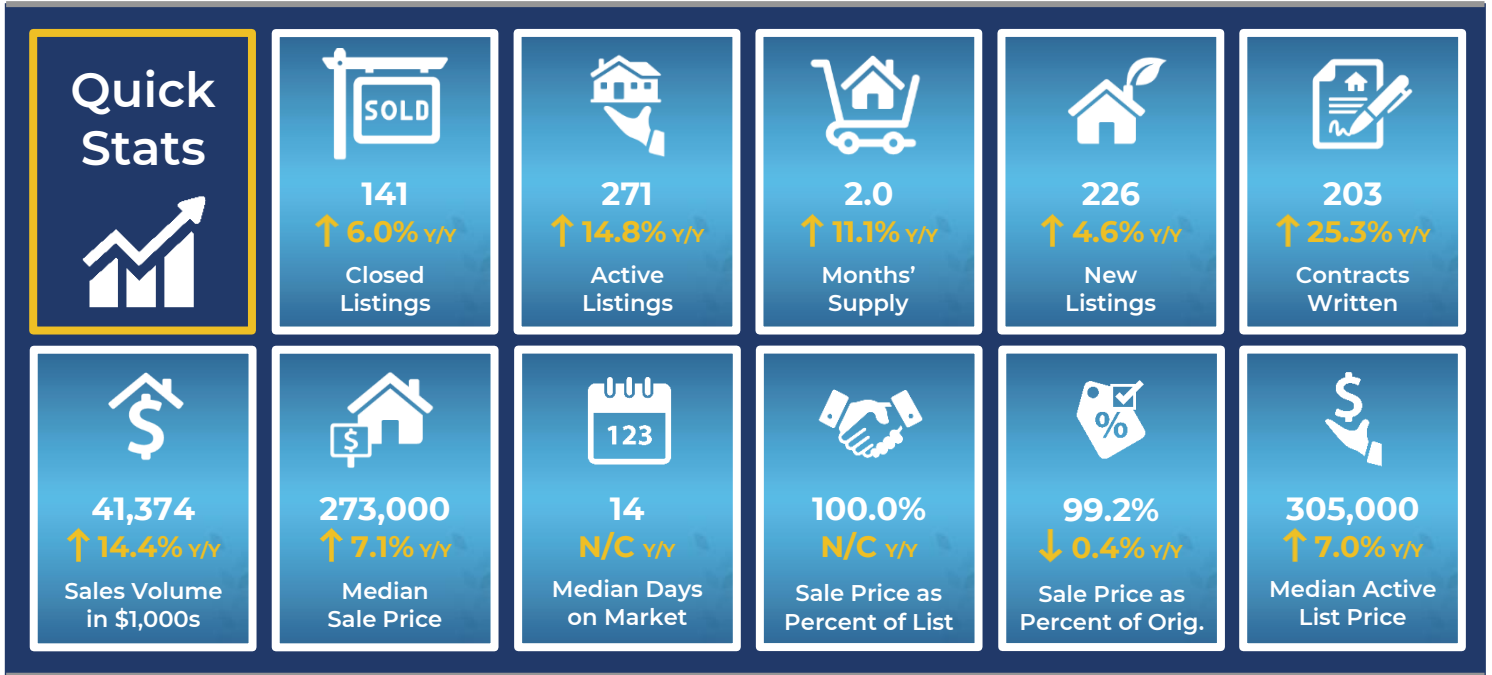 Quick
Stats
SOLD
141
↑ 6.0% Y/Y
Closed
Listings
271
↑ 14.8% Y/Y
Active
Listings
2.0
↑ 11.1% Y/Y
Months’
Supply
226
↑ 4.6% Y/Y
New
Listings
203
↑ 25.3% Y/Y
Contracts
Written
$
41,374
↑ 14.4% Y/Y
Sales Volume
in $1,000s
$
273,000
↑ 7.1% Y/Y
Median
Sale Price
123
14
N/C Y/Y
Median Days
on Market
100.0%
N/C Y/Y
Sale Price as
Percent of List
%
99.2%
↓ 0.4% Y/Y
Sale Price as
Percent of Orig.
$
305,000
↑ 7.0% Y/Y
Median Active
List Price